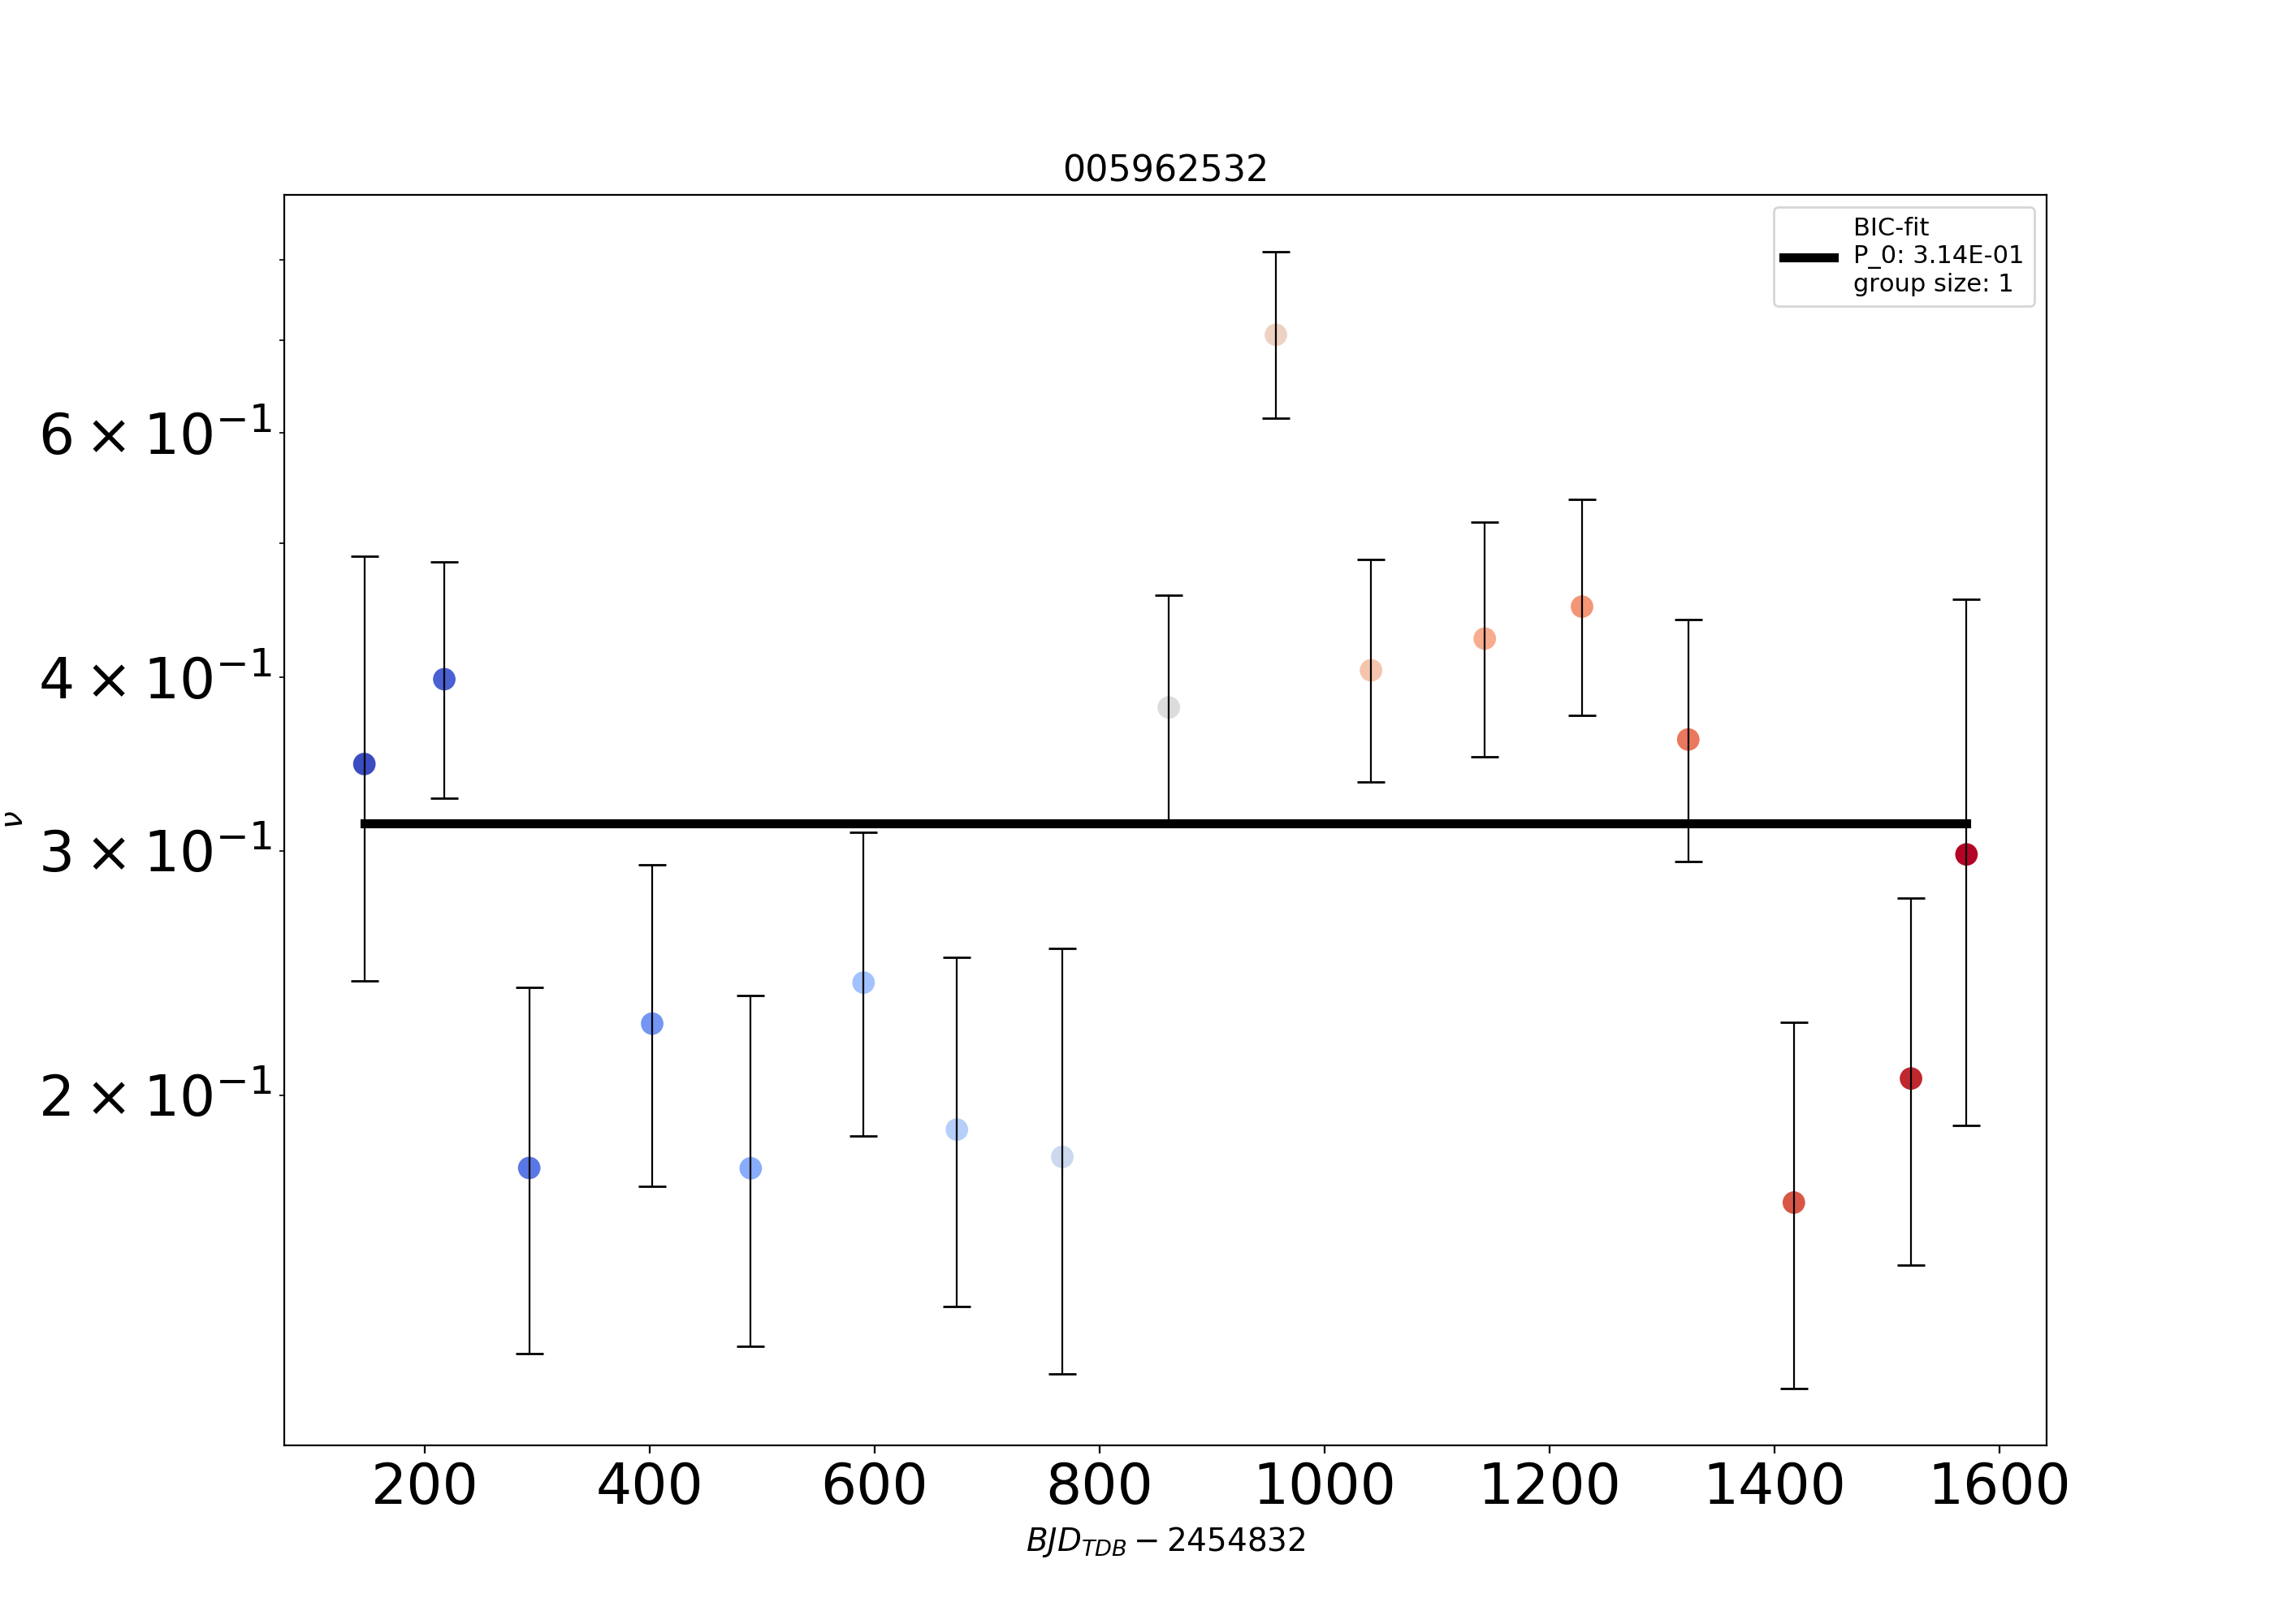 005962532
BIC-fit
P_0: 3.14E-01
group size: 1
6 × 10⁻¹
4 × 10⁻¹
3 × 10⁻¹
2 × 10⁻¹
ν
200 400 600 800 1000 1200 1400 1600
BJD_TDB − 2454832